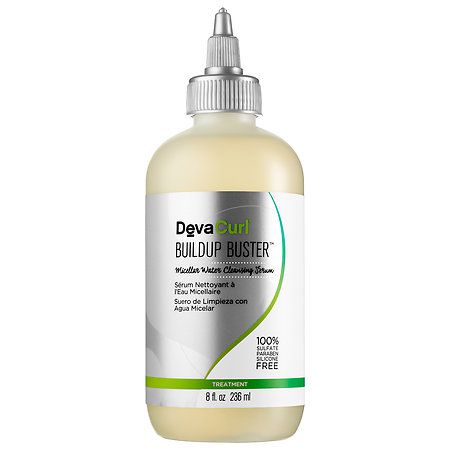 DevaCurl
BUILDUP BUSTER™
Micellar Water Cleansing Serum
Sérum Nettoyant à
l'Eau Micellaire
Suero de Limpieza con
Agua Micelar
100%
SULFATE
PARABEN
SILICONE
FREE
TREATMENT
8 fl. oz 236 ml